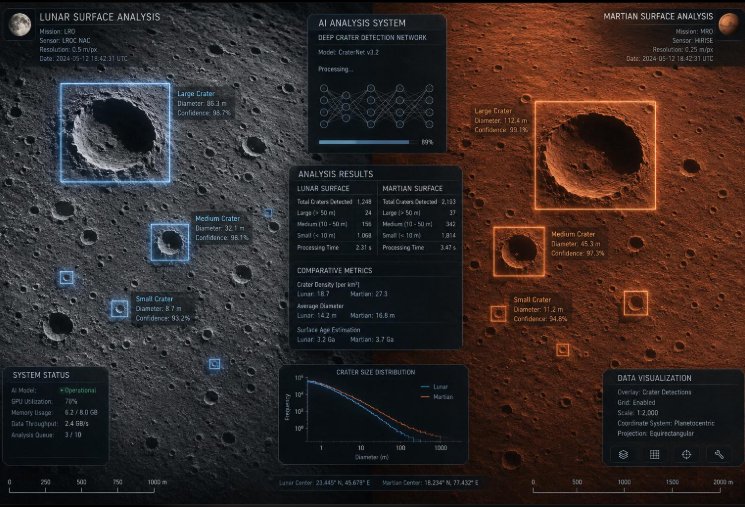 LUNAR SURFACE ANALYSIS
Mission: LRO
Sensor: LROC NAC
Resolution: 0.5 m/px
Date: 2024-05-12 18:42:31 UTC
AI ANALYSIS SYSTEM
DEEP CRATER DETECTION NETWORK
Model: CraterNet v3.2
Processing...
89%
MARTIAN SURFACE ANALYSIS
Mission: MRO
Sensor: HiRISE
Resolution: 0.25 m/px
Date: 2024-05-12 18:42:31 UTC
Large Crater
Diameter: 86.3 m
Confidence: 98.7%
Medium Crater
Diameter: 32.1 m
Confidence: 96.1%
Small Crater
Diameter: 8.7 m
Confidence: 93.2%
Large Crater
Diameter: 112.4 m
Confidence: 99.1%
Medium Crater
Diameter: 45.3 m
Confidence: 97.3%
Small Crater
Diameter: 11.2 m
Confidence: 94.8%
ANALYSIS RESULTS
LUNAR SURFACE MARTIAN SURFACE
Total Craters Detected 1,248 Total Craters Detected 2,193
Large (> 50 m) 24 Large (> 50 m) 37
Medium (10 - 50 m) 156 Medium (10 - 50 m) 342
Small (< 10 m) 1,068 Small (< 10 m) 1,814
Processing Time 2.31 s Processing Time 3.47 s
COMPARATIVE METRICS
Crater Density (per km²)
Lunar: 18.7 Martian: 27.3
Average Diameter
Lunar: 14.2 m Martian: 16.8 m
Surface Age Estimation
Lunar: 3.2 Ga Martian: 3.7 Ga
SYSTEM STATUS
AI Model: Operational
GPU Utilization: 78%
Memory Usage: 6.2 / 8.0 GB
Data Throughput: 2.4 GB/s
Analysis Queue: 3 / 10
CRATER SIZE DISTRIBUTION
Lunar
Martian
Frequency
1 10 100 1000
Diameter (m)
DATA VISUALIZATION
Overlay: Crater Detections
Grid: Enabled
Scale: 1:2,000
Coordinate System: Planetocentric
Projection: Equirectangular
Lunar Center: 23.445° N, 45.679° E Martian Center: 18.234° N, 77.432° E
0 250 500 750 1000 m
0 500 1000 1500 2000 m